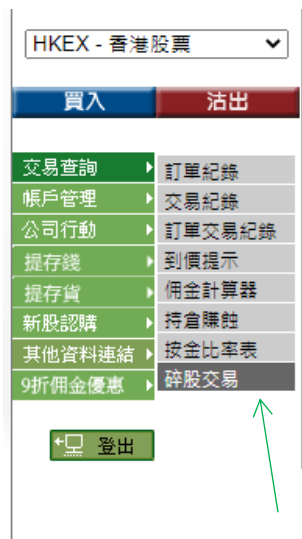 HKEX - 香港股票
買入
沽出
交易查詢
訂單紀錄
帳戶管理
交易紀錄
公司行動
訂單交易紀錄
提存錢
到價提示
提存貨
佣金計算器
新股認購
持倉賺蝕
其他資料連結
按金比率表
9折佣金優惠
碎股交易
登出